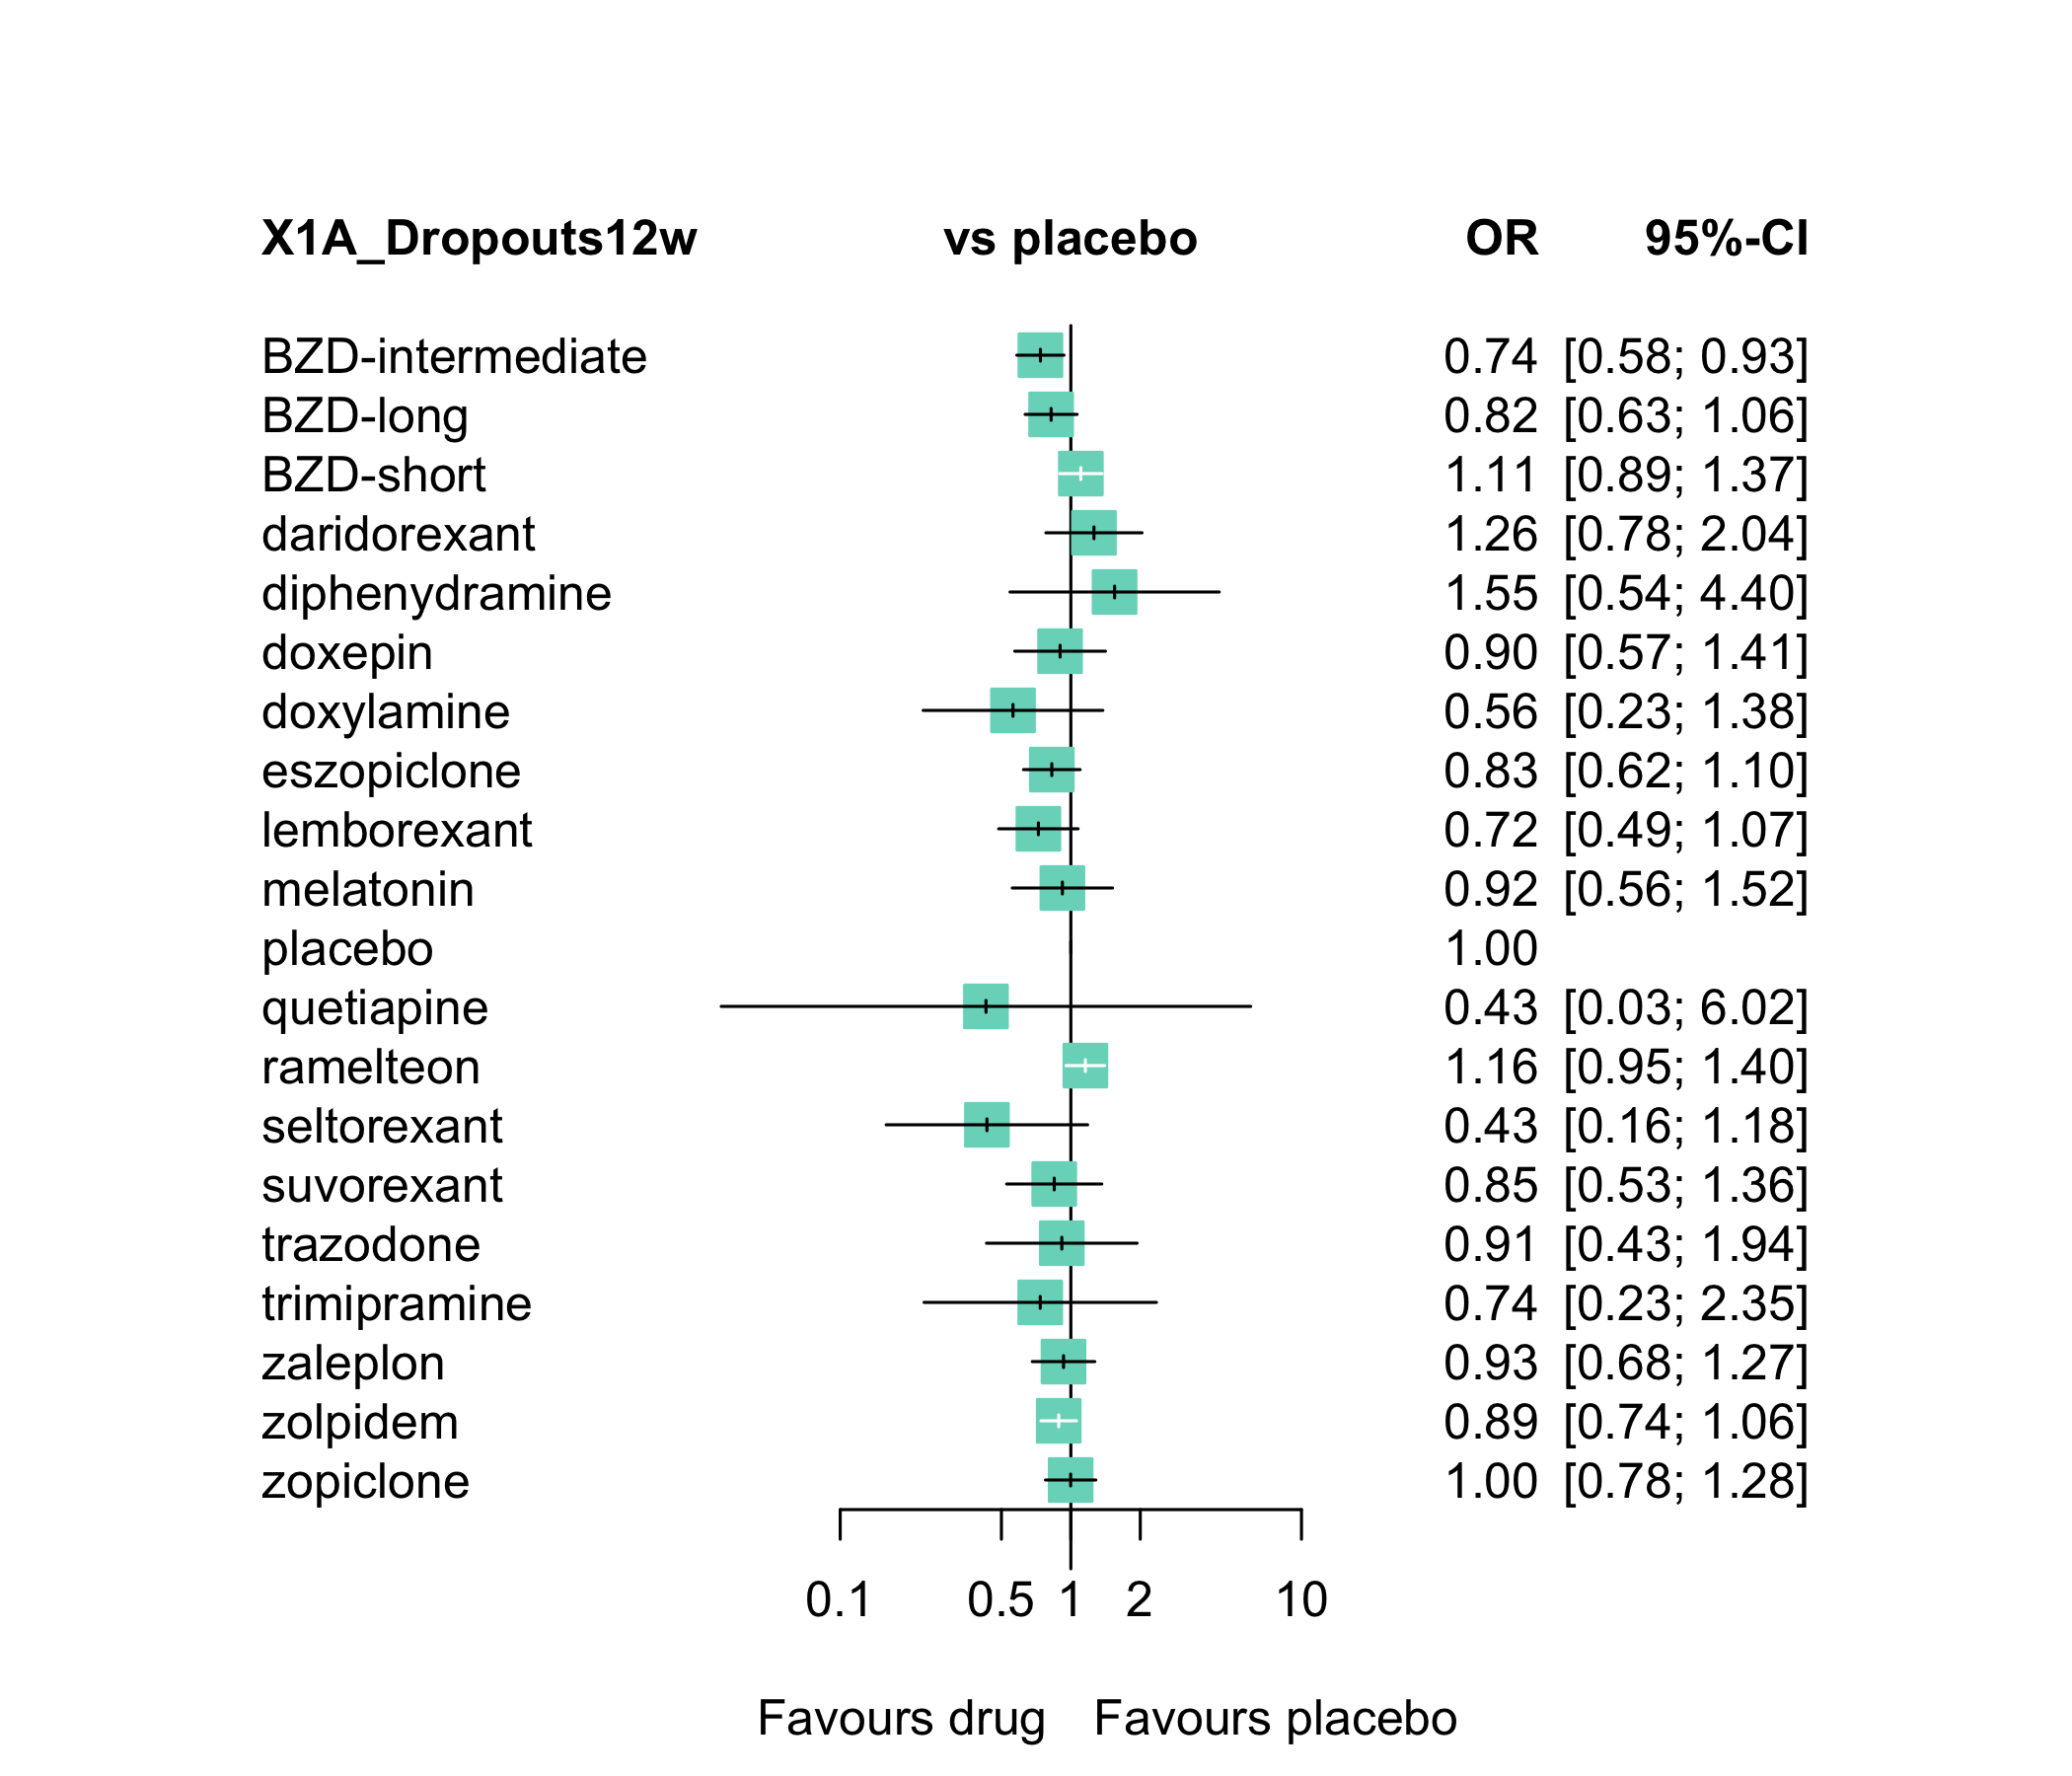 X1A_Dropouts12w vs placebo OR 95%-CI
BZD-intermediate 0.74 [0.58; 0.93]
BZD-long 0.82 [0.63; 1.06]
BZD-short 1.11 [0.89; 1.37]
daridorexant 1.26 [0.78; 2.04]
diphenydramine 1.55 [0.54; 4.40]
doxepin 0.90 [0.57; 1.41]
doxylamine 0.56 [0.23; 1.38]
eszopiclone 0.83 [0.62; 1.10]
lemborexant 0.72 [0.49; 1.07]
melatonin 0.92 [0.56; 1.52]
placebo 1.00
quetiapine 0.43 [0.03; 6.02]
ramelteon 1.16 [0.95; 1.40]
seltorexant 0.43 [0.16; 1.18]
suvorexant 0.85 [0.53; 1.36]
trazodone 0.91 [0.43; 1.94]
trimipramine 0.74 [0.23; 2.35]
zaleplon 0.93 [0.68; 1.27]
zolpidem 0.89 [0.74; 1.06]
zopiclone 1.00 [0.78; 1.28]
0.1 0.5 1 2 10
Favours drug Favours placebo